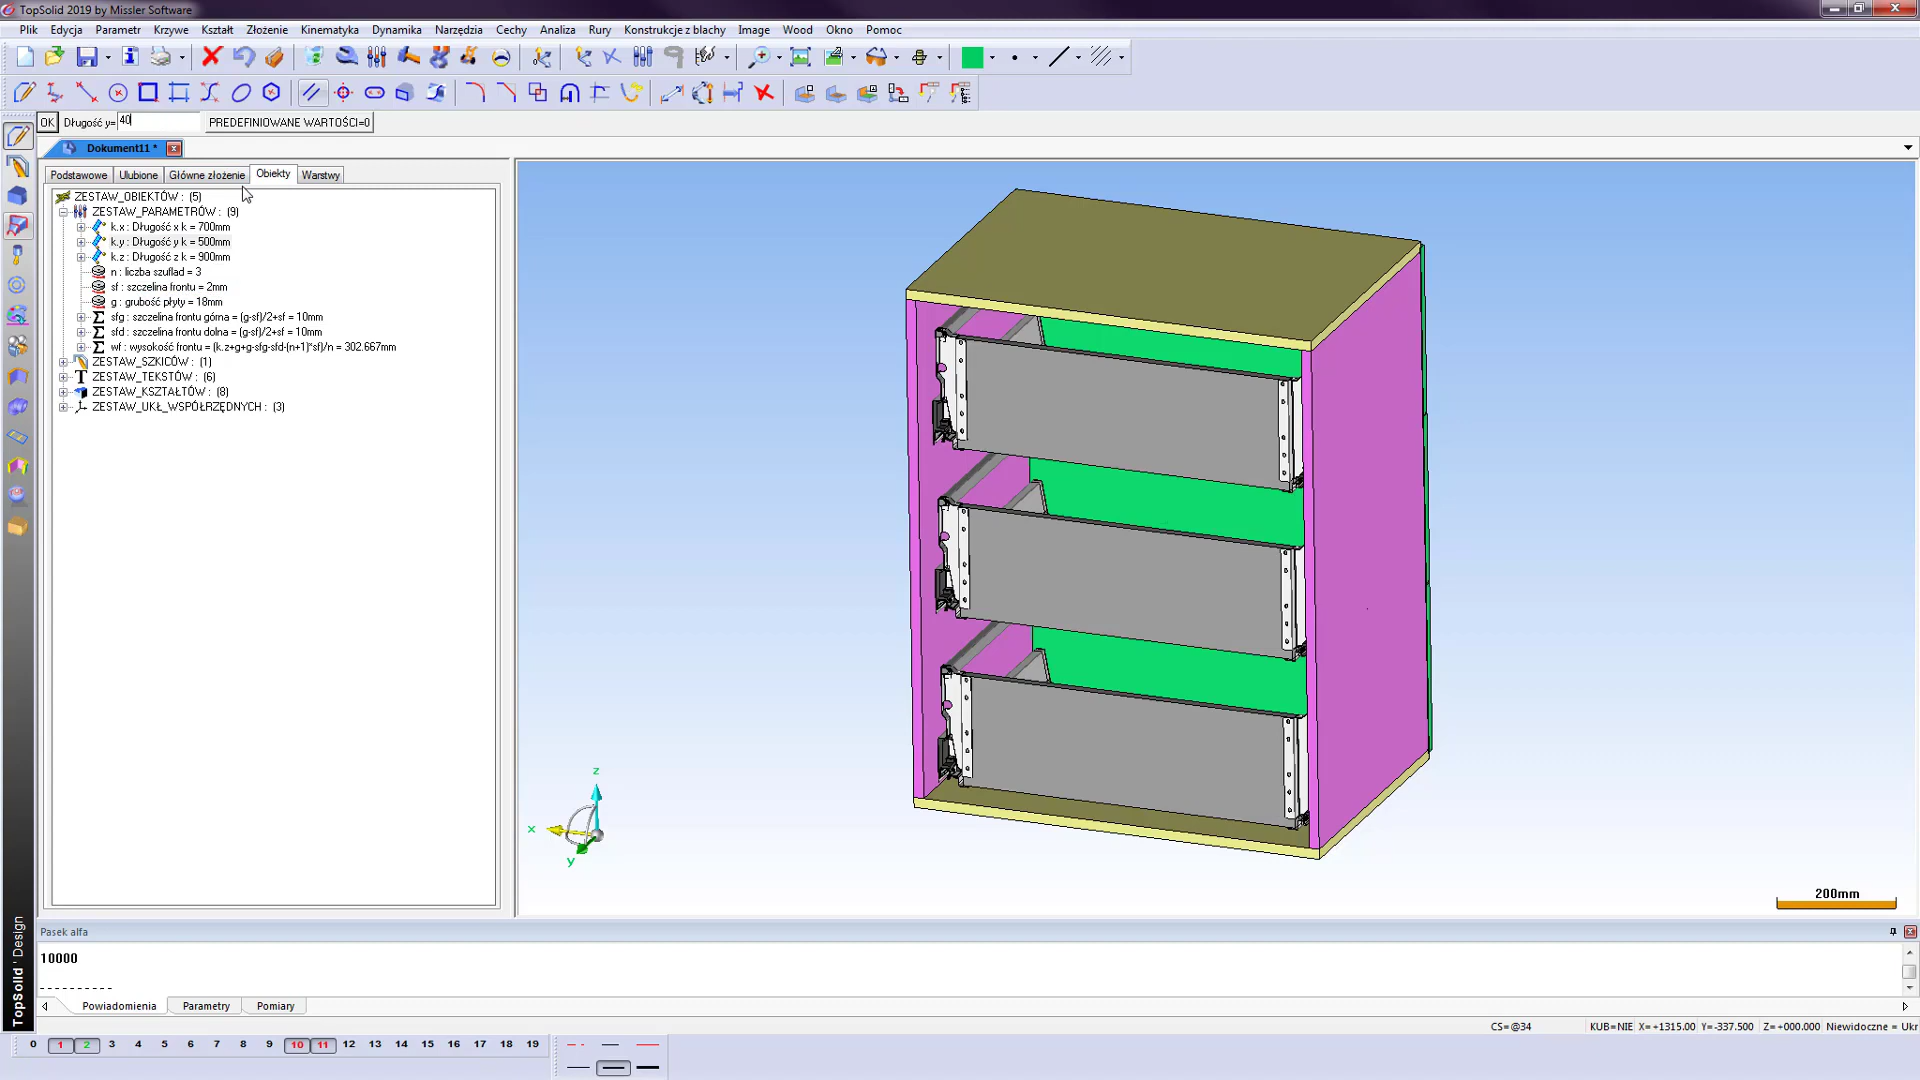 TopSolid 2019 by Missler Software
Plik Edycja Parametr Krzywe Kształt Złożenie Kinematyka Dynamika Narzędzia Cechy Analiza Rury Konstrukcje z blachy Image Wood Okno Pomoc
OK Długość y= 40 PREDEFINIOWANE WARTOŚCI=0
Dokument11 *
Podstawowe Ulubione Główne złożenie Obiekty Warstwy
ZESTAW_OBIEKTÓW : (5)
ZESTAW_PARAMETRÓW : (9)
k.x : Długość x k = 700mm
k.y : Długość y k = 500mm
k.z : Długość z k = 900mm
n : liczba szuflad = 3
sf : szczelina frontu = 2mm
g : grubość płyty = 18mm
sfg : szczelina frontu górna = (g-sf)/2+sf = 10mm
sfd : szczelina frontu dolna = (g-sf)/2+sf = 10mm
wf : wysokość frontu = (k.z+g+g-sfg-sfd-(n+1)*sf)/n = 302.667mm
ZESTAW_SZKICÓW : (1)
ZESTAW_TEKSTÓW : (6)
ZESTAW_KSZTAŁTÓW : (8)
ZESTAW_UKŁ_WSPÓŁRZĘDNYCH : (3)
z
x
y
200mm
TopSolid ' Design
Pasek alfa
10000
----------
Powiadomienia Parametry Pomiary
CS=@34 KUB=NIE X= +1315.00 Y=-337.500 Z= +000.000 Niewidoczne = Ukr
0 1 2 3 4 5 6 7 8 9 10 11 12 13 14 15 16 17 18 19